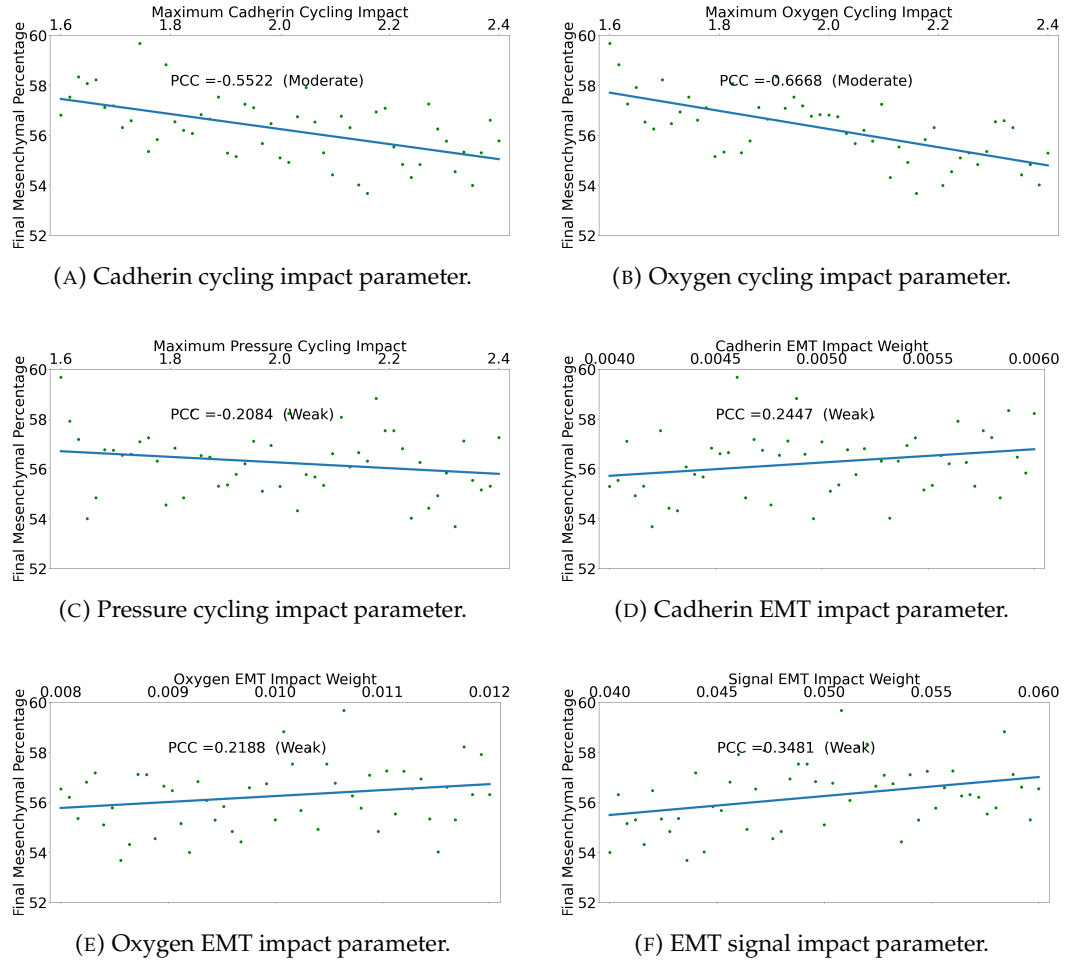 Maximum Cadherin Cycling Impact
1.6 1.8 2.0 2.2 2.4
Final Mesenchymal Percentage
60
58
56
54
52
PCC =-0.5522 (Moderate)
(A) Cadherin cycling impact parameter.
Maximum Oxygen Cycling Impact
1.6 1.8 2.0 2.2 2.4
Final Mesenchymal Percentage
60
58
56
54
52
PCC =-0.6668 (Moderate)
(B) Oxygen cycling impact parameter.
Maximum Pressure Cycling Impact
1.6 1.8 2.0 2.2 2.4
Final Mesenchymal Percentage
60
58
56
54
52
PCC =-0.2084 (Weak)
(C) Pressure cycling impact parameter.
Cadherin EMT Impact Weight
0.0040 0.0045 0.0050 0.0055 0.0060
Final Mesenchymal Percentage
60
58
56
54
52
PCC =0.2447 (Weak)
(D) Cadherin EMT impact parameter.
Oxygen EMT Impact Weight
0.008 0.009 0.010 0.011 0.012
Final Mesenchymal Percentage
60
58
56
54
52
PCC =0.2188 (Weak)
(E) Oxygen EMT impact parameter.
Signal EMT Impact Weight
0.040 0.045 0.050 0.055 0.060
Final Mesenchymal Percentage
60
58
56
54
52
PCC =0.3481 (Weak)
(F) EMT signal impact parameter.